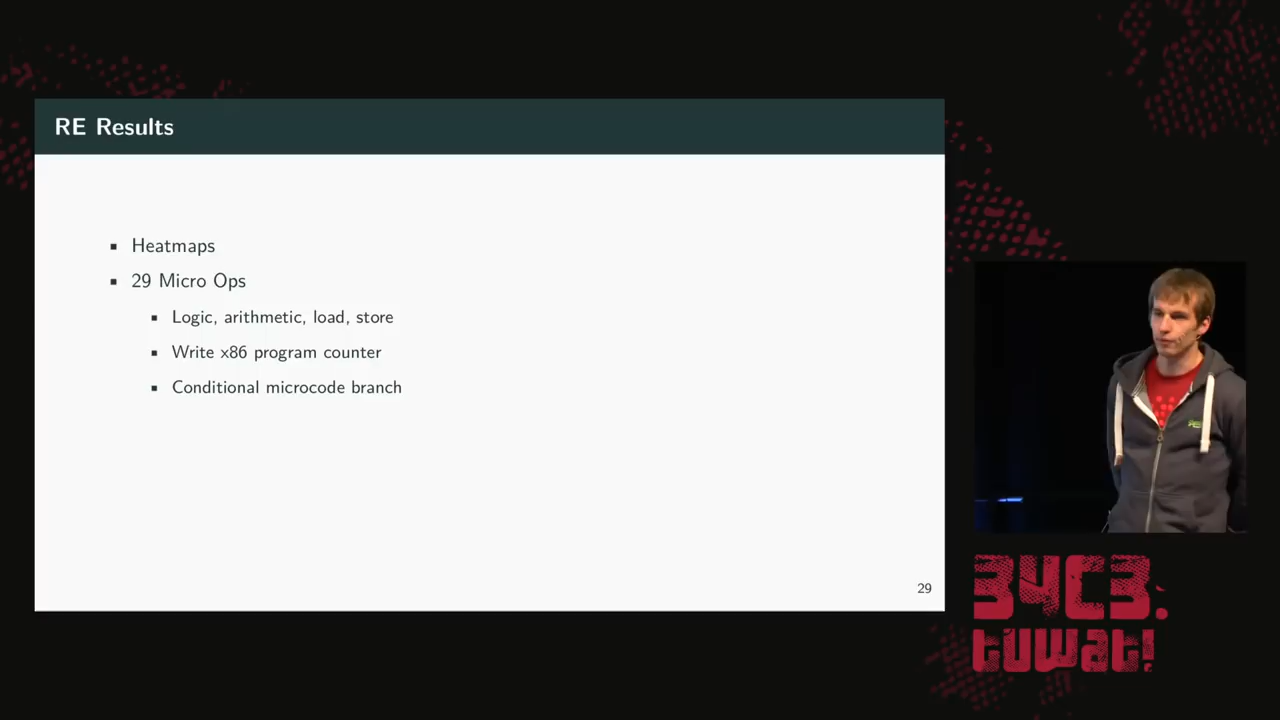 RE Results
▪ Heatmaps
▪ 29 Micro Ops
▪ Logic, arithmetic, load, store
▪ Write x86 program counter
▪ Conditional microcode branch
29
34C3.
tuwat!